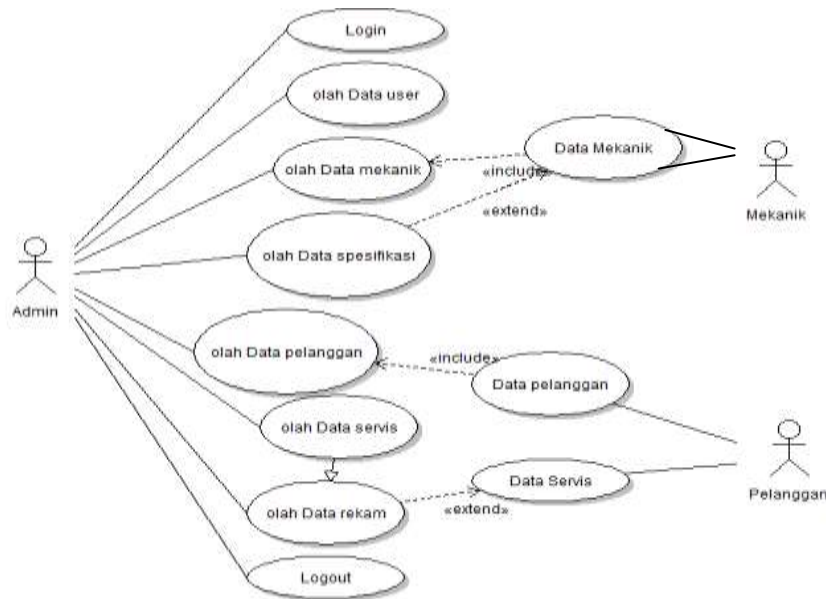 Login
olah Data user
olah Data mekanik
«include»
Data Mekanik
Mekanik
«extend»
olah Data spesifikasi
Admin
olah Data pelanggan
«include»
Data pelanggan
olah Data servis
Data Servis
Pelanggan
olah Data rekam
«extend»
Logout